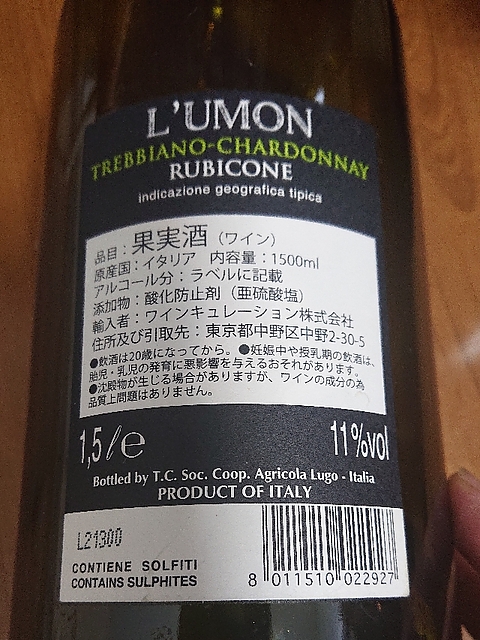 L'UMON
TREBBIANO-CHARDONNAY
RUBICONE
indicazione geografica tipica
品目：果実酒（ワイン）
原産国：イタリア　内容量：1500ml
アルコール分：ラベルに記載
添加物：酸化防止剤（亜硫酸塩）
輸入者：ワインキュレーション株式会社
住所及び引取先：東京都中野区中野2-30-5
●飲酒は20歳になってから。●妊娠中や授乳期の飲酒は、
胎児・乳児の発育に悪影響を与えるおそれがあります。
●沈殿物が生じる場合がありますが、ワインの成分の為
品質上問題はありません。
1,5ℓe 11%vol
Bottled by T.C. Soc. Coop. Agricola Lugo - Italia
PRODUCT OF ITALY
L21300
CONTIENE SOLFITI
CONTAINS SULPHITES
8 011510 022927